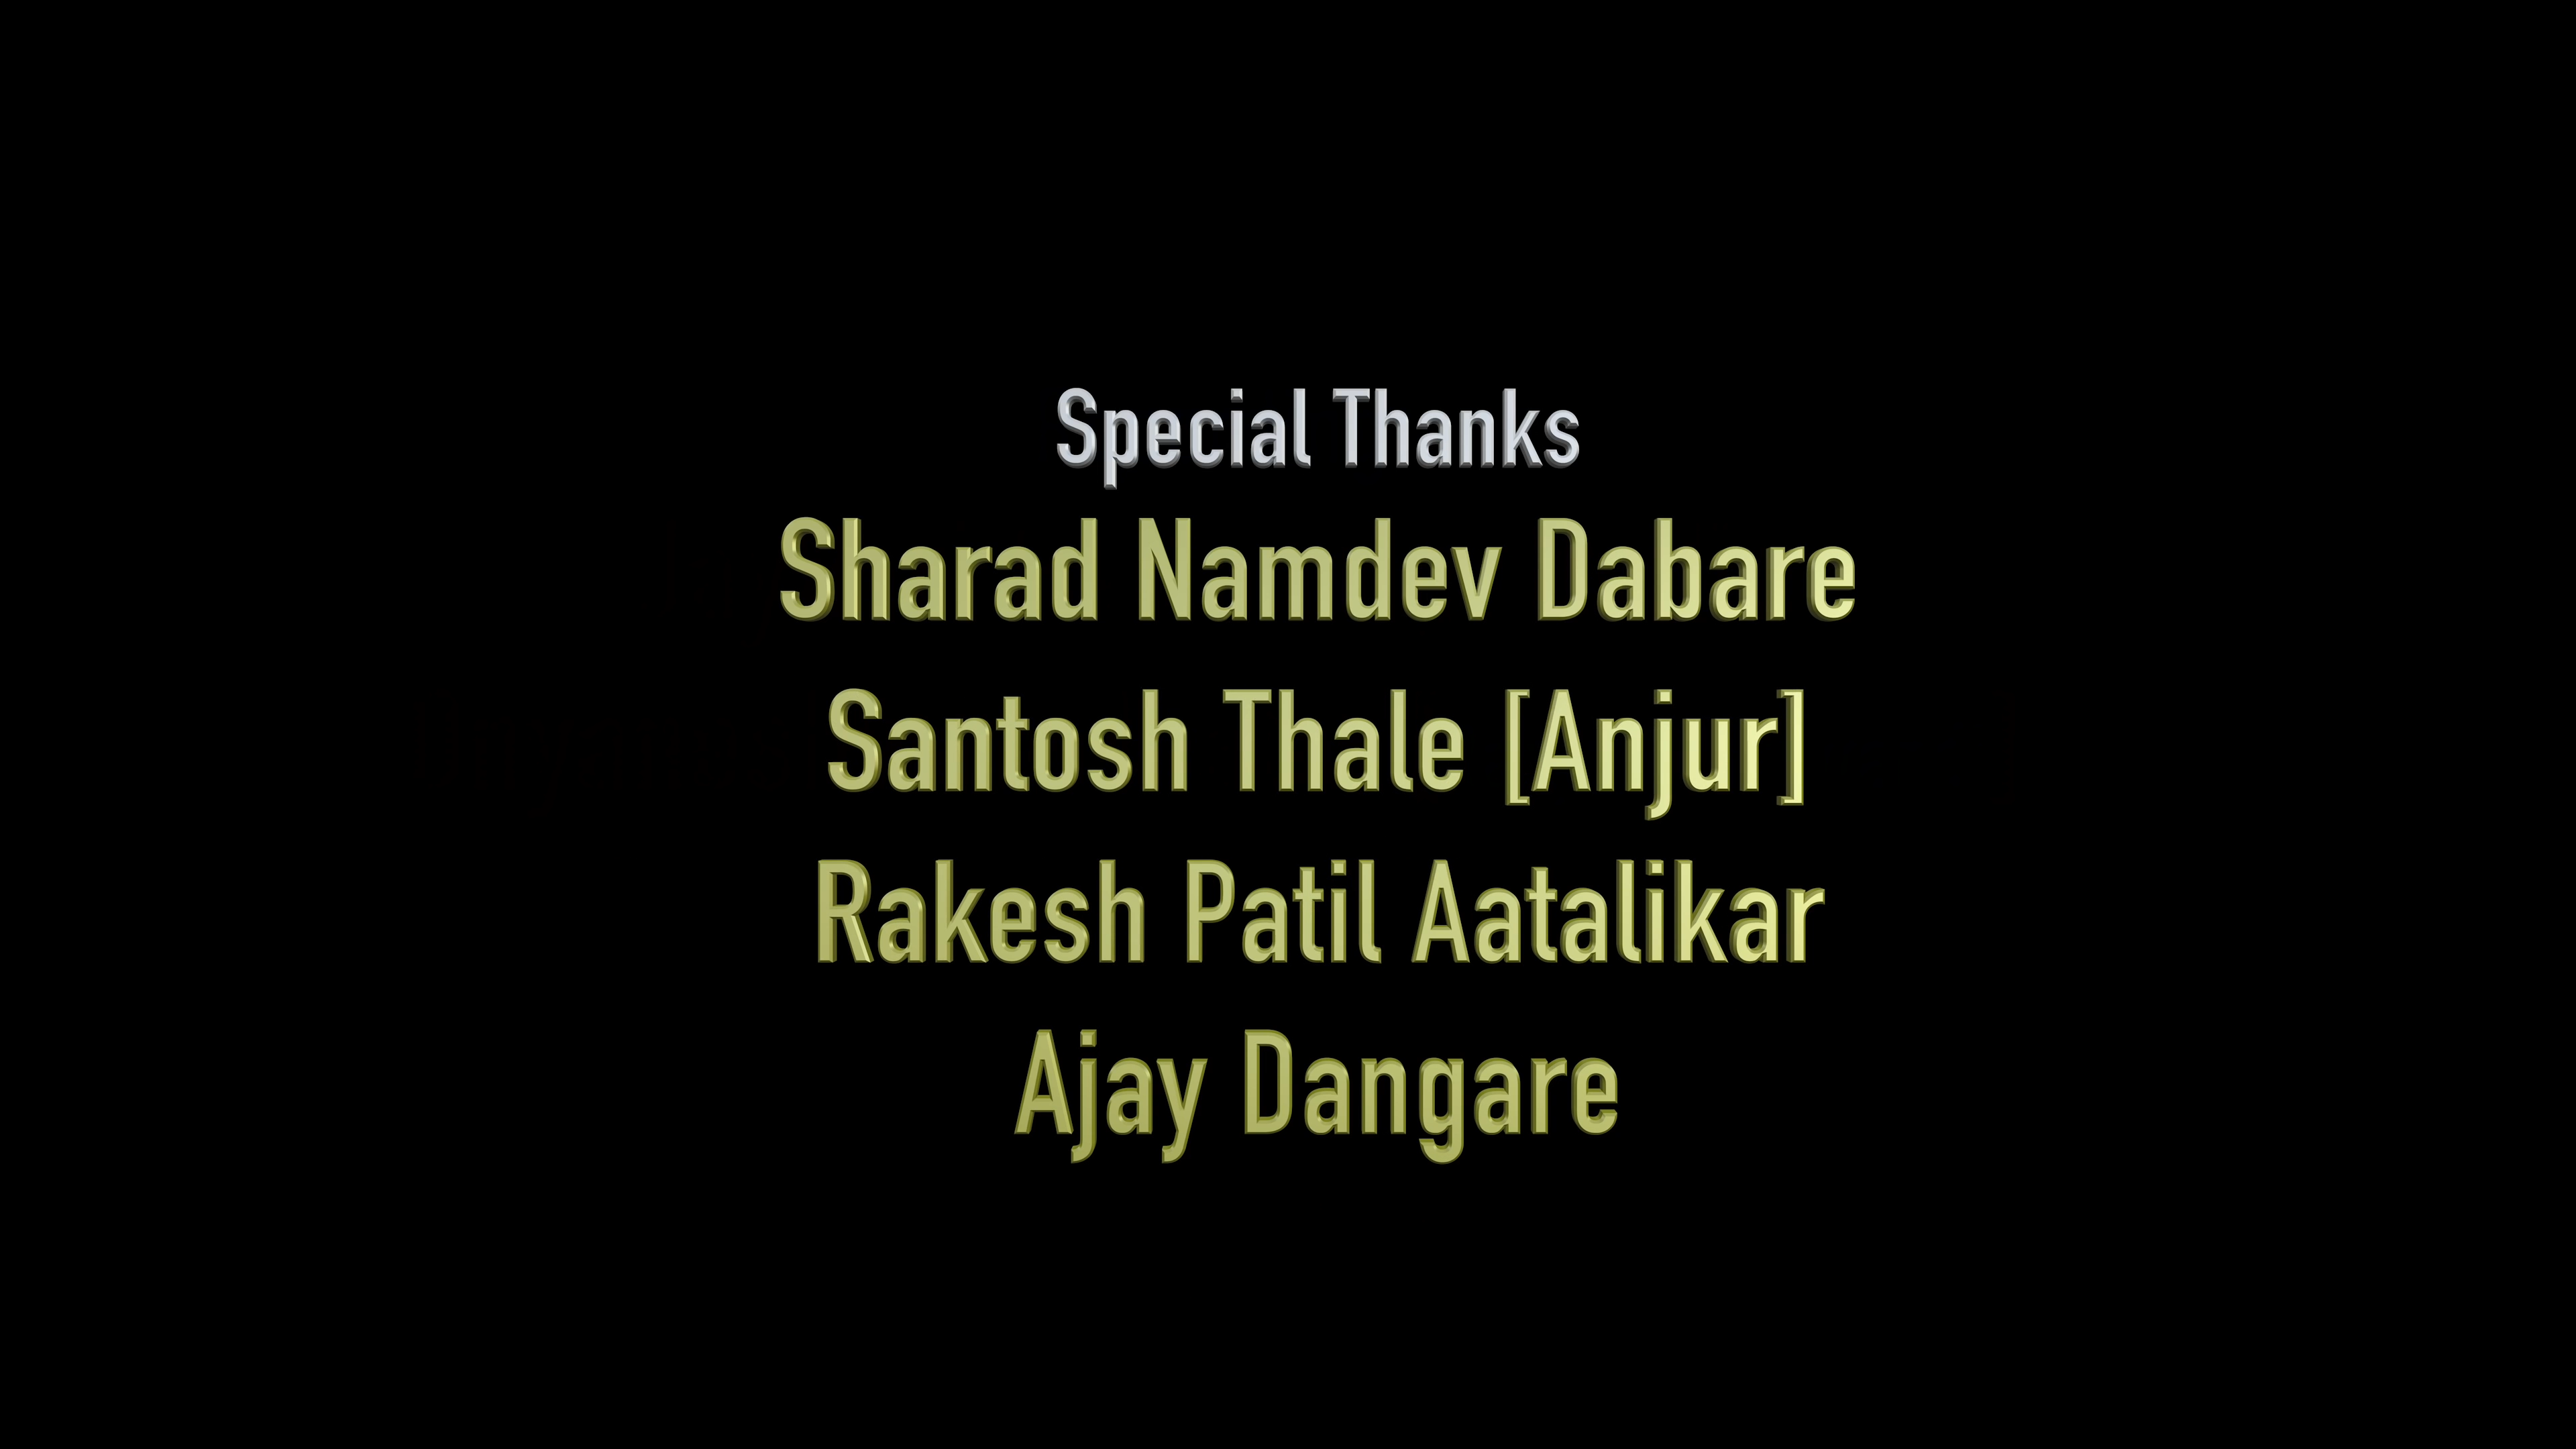 Special Thanks
Sharad Namdev Dabare
Santosh Thale [Anjur]
Rakesh Patil Aatalikar
Ajay Dangare